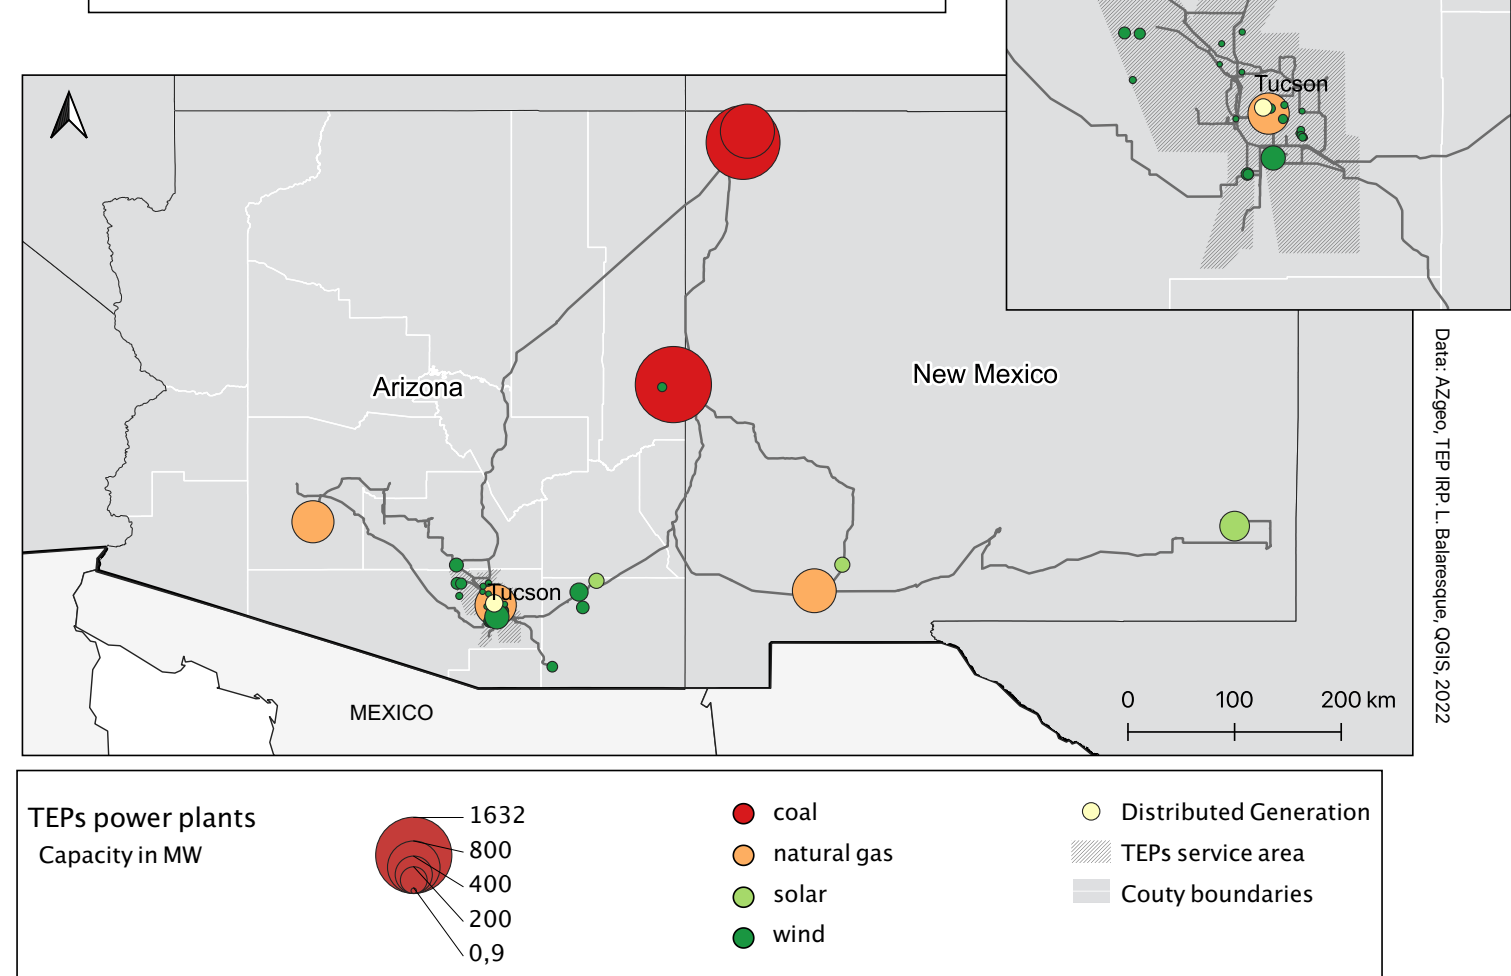 Tucson
Arizona
New Mexico
Tucson
MEXICO
0 100 200 km
Data: AZgeo, TEP IRP. L. Balaresque, QGIS, 2022
TEPs power plants
Capacity in MW
1632
800
400
200
0,9
coal
natural gas
solar
wind
Distributed Generation
TEPs service area
Couty boundaries